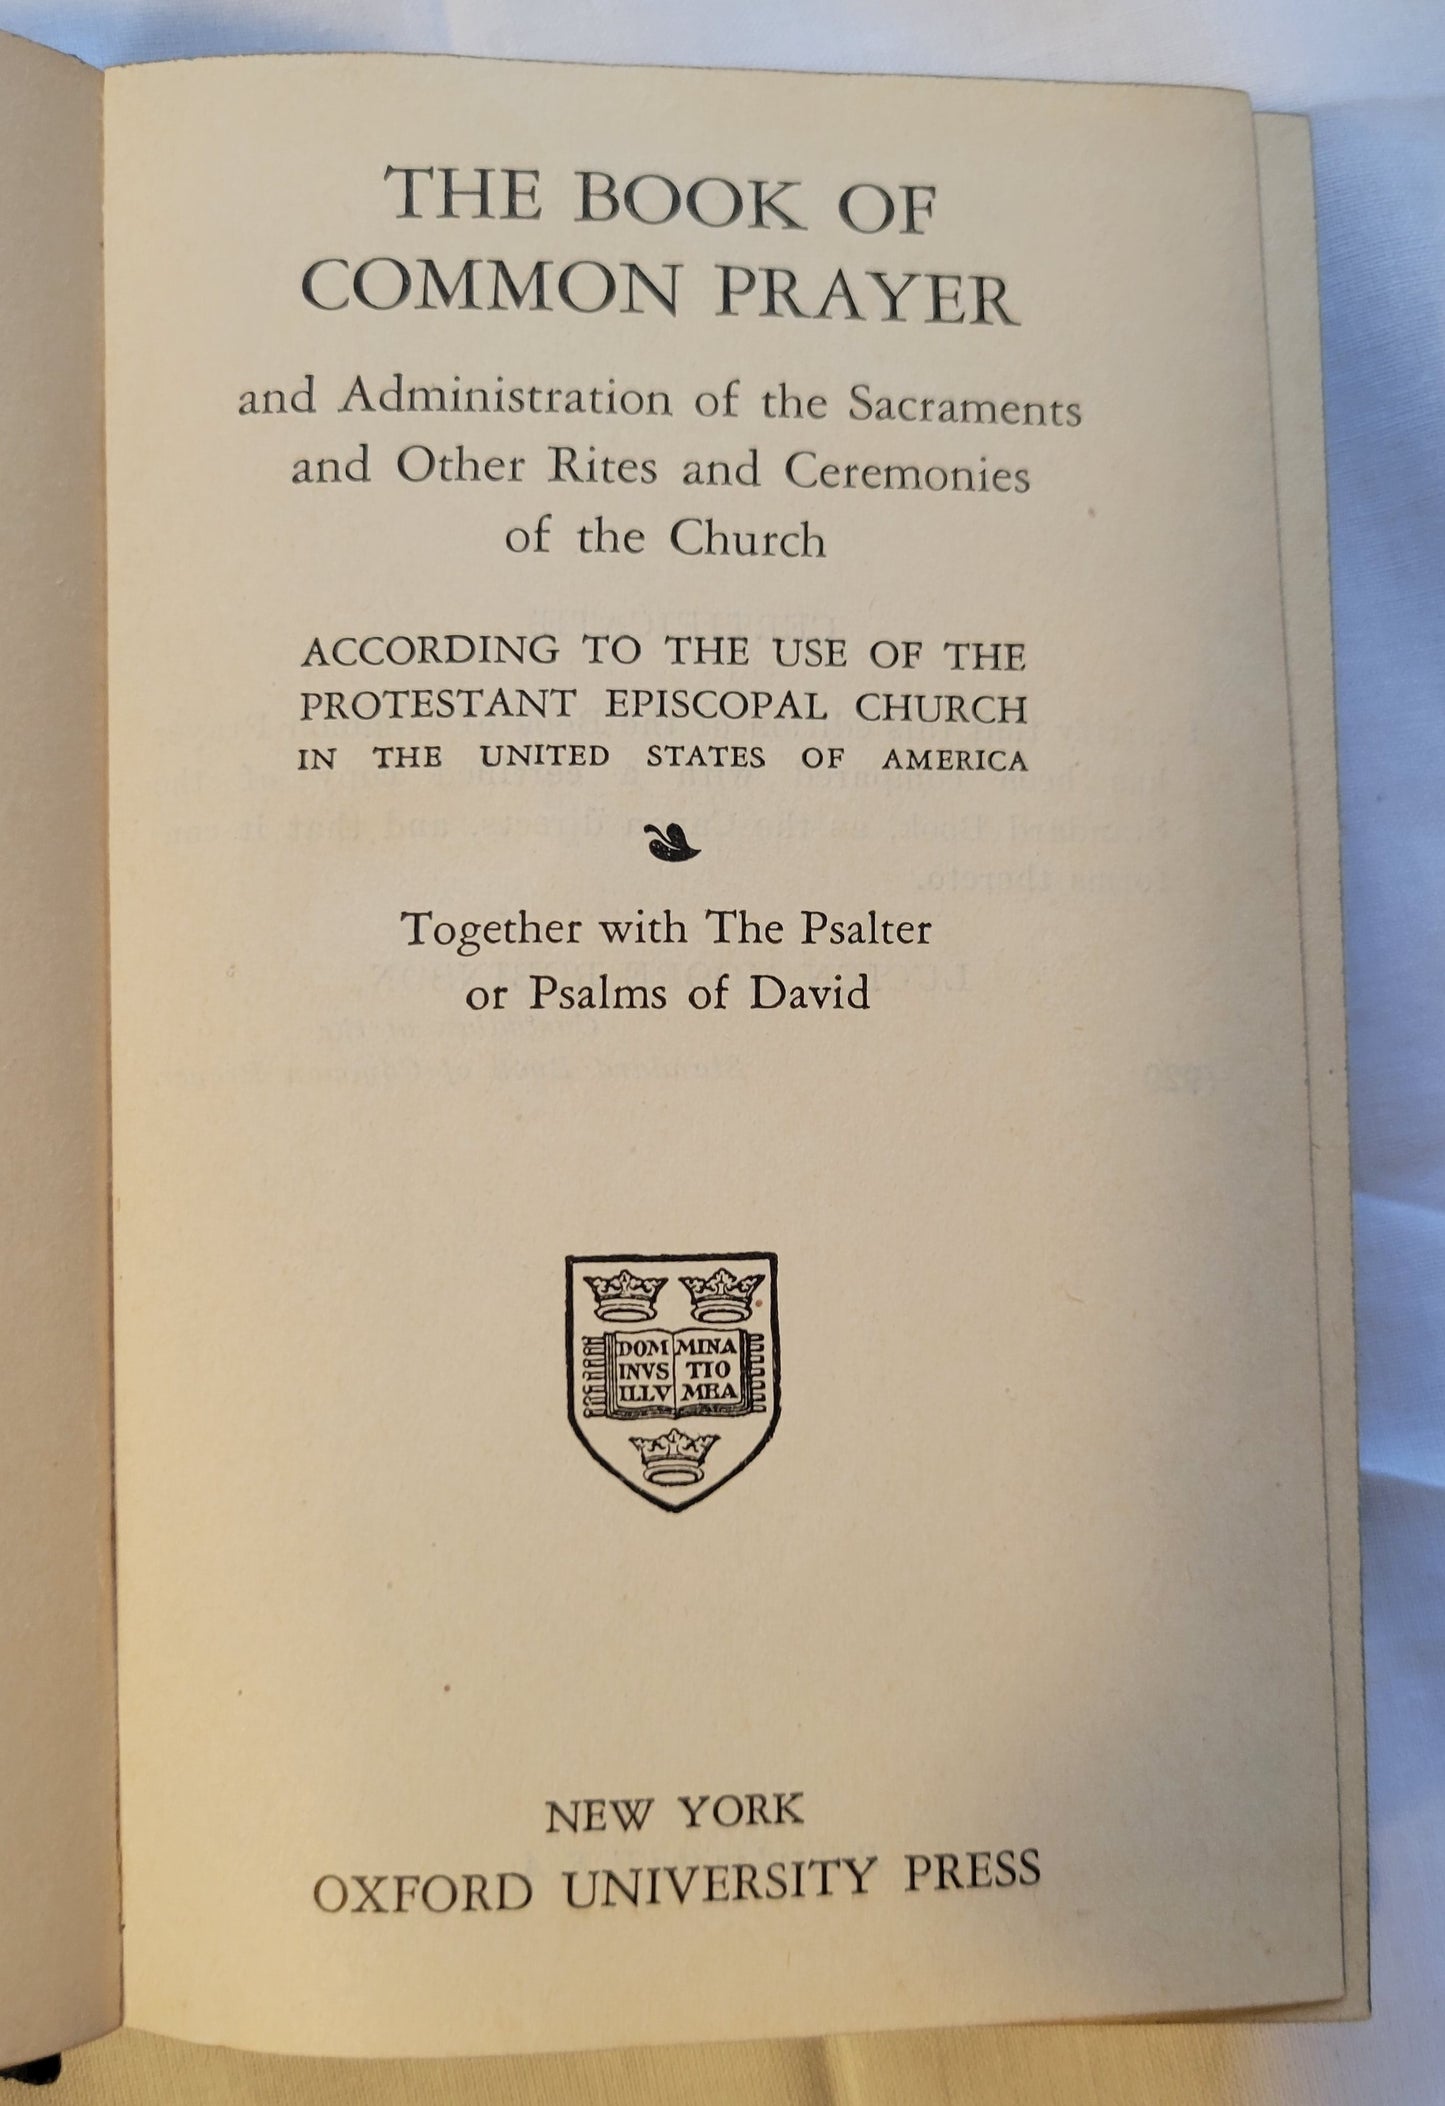 THE BOOK OF
COMMON PRAYER
and Administration of the Sacraments
and Other Rites and Ceremonies
of the Church
ACCORDING TO THE USE OF THE
PROTESTANT EPISCOPAL CHURCH
IN THE UNITED STATES OF AMERICA
Together with The Psalter
or Psalms of David
DOM MINA
INVS TIO
ILLV MEA
NEW YORK
OXFORD UNIVERSITY PRESS